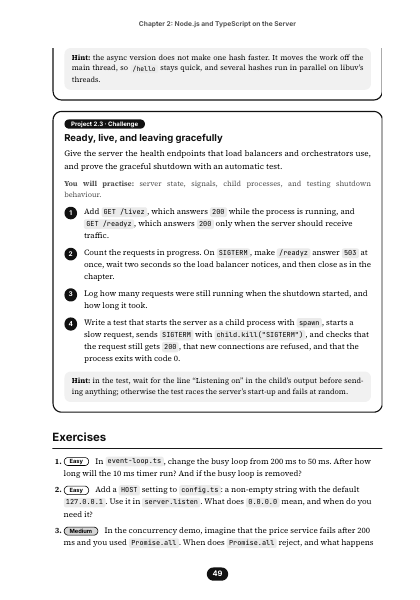 Chapter 2: Node.js and TypeScript on the Server
Hint: the async version does not make one hash faster. It moves the work off the
main thread, so /hello stays quick, and several hashes run in parallel on libuv's
threads.
Project 2.3 · Challenge
Ready, live, and leaving gracefully
Give the server the health endpoints that load balancers and orchestrators use,
and prove the graceful shutdown with an automatic test.
You will practise: server state, signals, child processes, and testing shutdown
behaviour.
1 Add GET /livez, which answers 200 while the process is running, and
GET /readyz, which answers 200 only when the server should receive
traffic.
2 Count the requests in progress. On SIGTERM, make /readyz answer 503 at
once, wait two seconds so the load balancer notices, and then close as in the
chapter.
3 Log how many requests were still running when the shutdown started, and
how long it took.
4 Write a test that starts the server as a child process with spawn, starts a
slow request, sends SIGTERM with child.kill("SIGTERM"), and checks that
the request still gets 200, that new connections are refused, and that the
process exits with code 0.
Hint: in the test, wait for the line "Listening on" in the child's output before send-
ing anything; otherwise the test races the server's start-up and fails at random.
Exercises
1. Easy In event-loop.ts, change the busy loop from 200 ms to 50 ms. After how
long will the 10 ms timer run? And if the busy loop is removed?
2. Easy Add a HOST setting to config.ts: a non-empty string with the default
127.0.0.1. Use it in server.listen. What does 0.0.0.0 mean, and when do you
need it?
3. Medium In the concurrency demo, imagine that the price service fails after 200
ms and you used Promise.all. When does Promise.all reject, and what happens
49